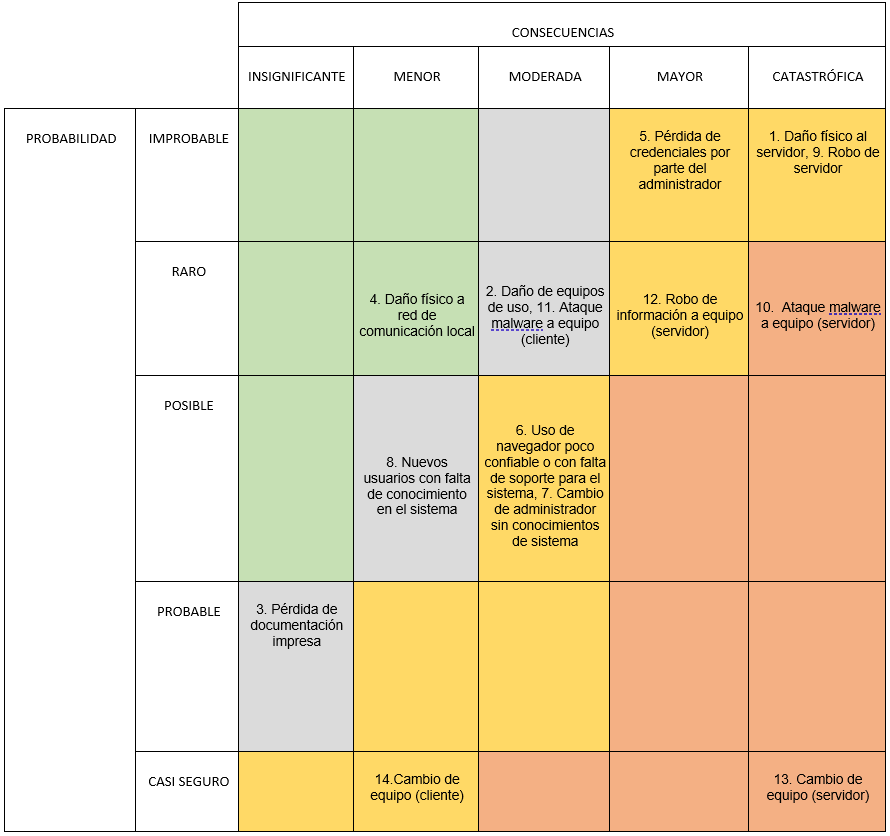 CONSECUENCIAS
INSIGNIFICANTE
MENOR
MODERADA
MAYOR
CATASTRÓFICA
PROBABILIDAD
IMPROBABLE
5. Pérdida de
credenciales por
parte del
administrador
1. Daño físico al
servidor, 9. Robo de
servidor
RARO
4. Daño físico a
red de
comunicación local
2. Daño de equipos
de uso, 11. Ataque
malware a equipo
(cliente)
12. Robo de
información a equipo
(servidor)
10. Ataque malware
a equipo (servidor)
POSIBLE
8. Nuevos
usuarios con falta
de conocimiento
en el sistema
6. Uso de
navegador poco
confiable o con falta
de soporte para el
sistema, 7. Cambio
de administrador
sin conocimientos
de sistema
PROBABLE
3. Pérdida de
documentación
impresa
CASI SEGURO
14.Cambio de
equipo (cliente)
13. Cambio de
equipo (servidor)